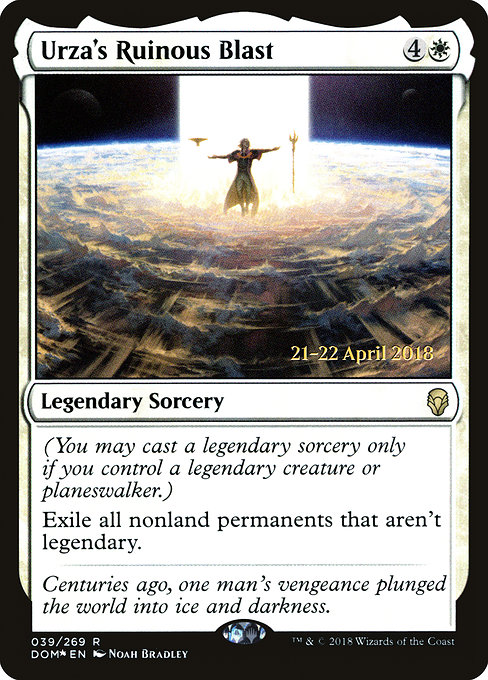 Urza's Ruinous Blast 4
21–22 April 2018
Legendary Sorcery
(You may cast a legendary sorcery only
if you control a legendary creature or
planeswalker.)
Exile all nonland permanents that aren't
legendary.
Centuries ago, one man's vengeance plunged
the world into ice and darkness.
039/269 R
DOM★EN Noah Bradley
™ & © 2018 Wizards of the Coast